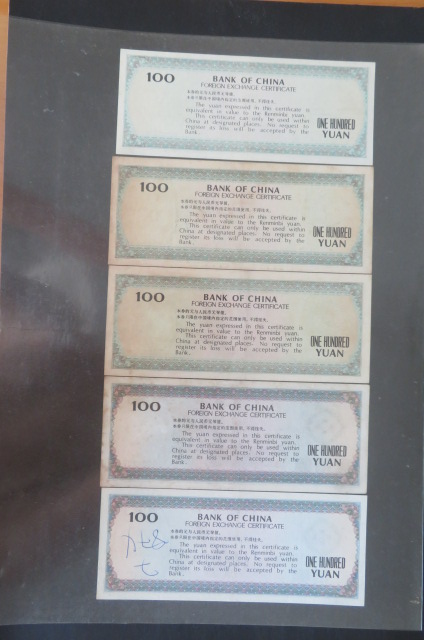 100
BANK OF CHINA
FOREIGN EXCHANGE CERTIFICATE
The yuan expressed in this certificate is
equivalent in value to the Renminbi yuan.
This certificate can only be used within
China at designated places. No request to
register its loss will be accepted by the
Bank.
ONE HUNDRED
YUAN
100
BANK OF CHINA
FOREIGN EXCHANGE CERTIFICATE
The yuan expressed in this certificate is
equivalent in value to the Renminbi yuan.
This certificate can only be used within
China at designated places. No request to
register its loss will be accepted by the
Bank.
ONE HUNDRED
YUAN
100
BANK OF CHINA
FOREIGN EXCHANGE CERTIFICATE
The yuan expressed in this certificate is
equivalent in value to the Renminbi yuan.
This certificate can only be used within
China at designated places. No request to
register its loss will be accepted by the
Bank.
ONE HUNDRED
YUAN
100
BANK OF CHINA
FOREIGN EXCHANGE CERTIFICATE
The yuan expressed in this certificate is
equivalent in value to the Renminbi yuan.
This certificate can only be used within
China at designated places. No request to
register its loss will be accepted by the
Bank.
ONE HUNDRED
YUAN
100
BANK OF CHINA
FOREIGN EXCHANGE CERTIFICATE
The yuan expressed in this certificate is
equivalent in value to the Renminbi yuan.
This certificate can only be used within
China at designated places. No request to
register its loss will be accepted by the
Bank.
ONE HUNDRED
YUAN